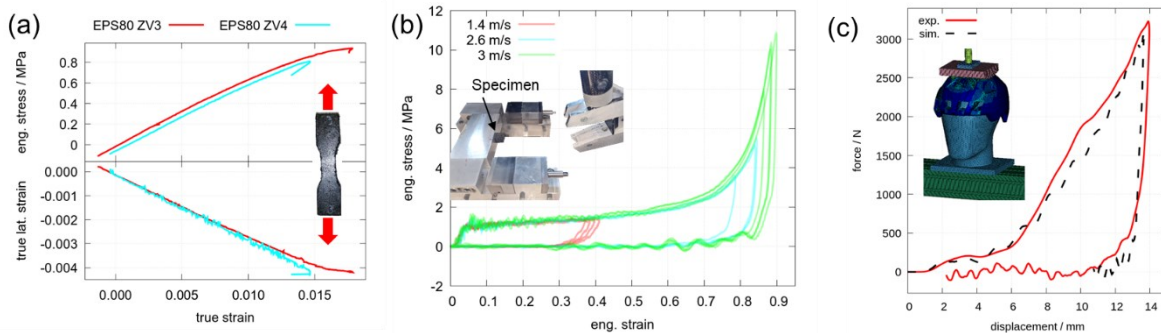 (a)
EPS80 ZV3 EPS80 ZV4
eng. stress / MPa
0.8
0.6
0.4
0.2
0
true lat. strain
0.000
-0.001
-0.002
-0.003
-0.004
0.000 0.005 0.010 0.015
true strain
(b)
eng. stress / MPa
12
10
8
6
4
2
0
1.4 m/s
2.6 m/s
3 m/s
Specimen
0 0.1 0.2 0.3 0.4 0.5 0.6 0.7 0.8 0.9
eng. strain
(c)
force / N
3000
2500
2000
1500
1000
500
0
exp.
sim.
0 2 4 6 8 10 12 14
displacement / mm